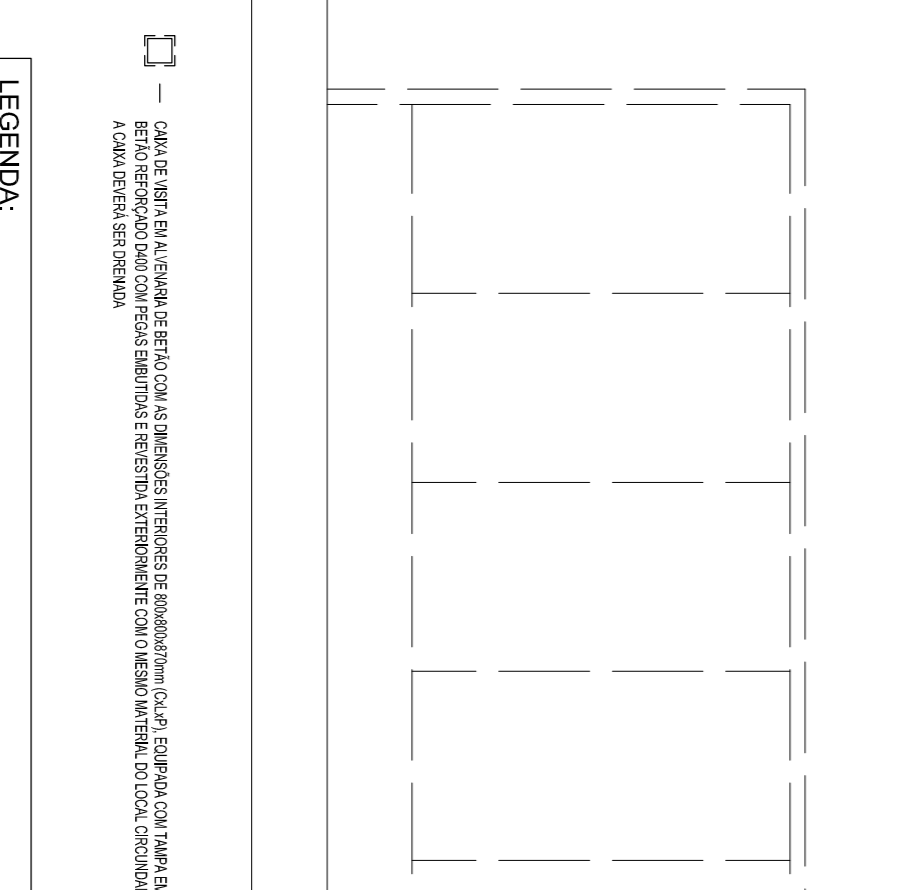 LEGENDA:
— CAIXA DE VISITA EM ALVENARIA DE BETÃO COM AS DIMENSÕES INTERIORES DE 800x800x870mm (CxLxP), EQUIPADA COM TAMPA EM
BETÃO REFORÇADO D400 COM PEGAS EMBUTIDAS E REVESTIDA EXTERIORMENTE COM O MESMO MATERIAL DO LOCAL
A CAIXA DEVERÁ SER DRENADA